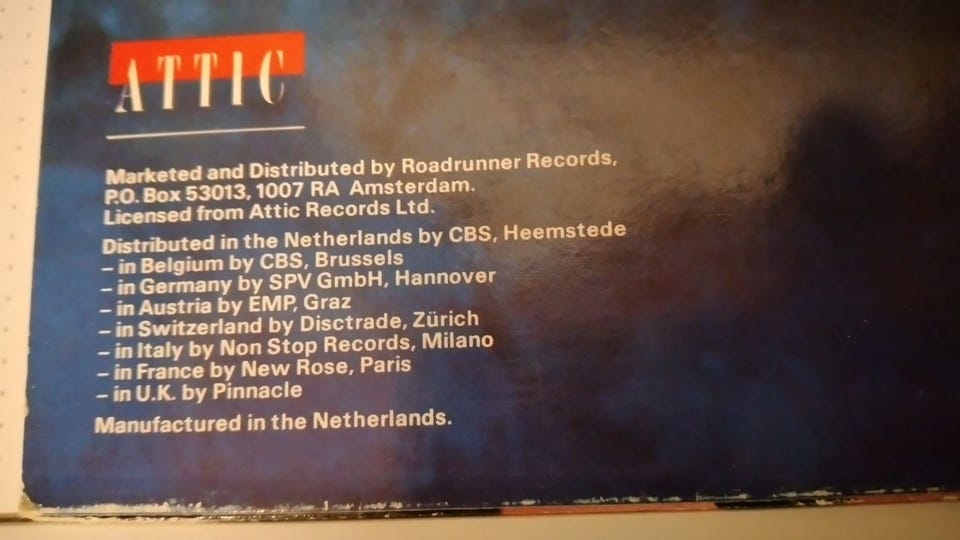 ATTIC
Marketed and Distributed by Roadrunner Records,
P.O. Box 53013, 1007 RA Amsterdam.
Licensed from Attic Records Ltd.
Distributed in the Netherlands by CBS, Heemstede
– in Belgium by CBS, Brussels
– in Germany by SPV GmbH, Hannover
– in Austria by EMP, Graz
– in Switzerland by Disctrade, Zürich
– in Italy by Non Stop Records, Milano
– in France by New Rose, Paris
– in U.K. by Pinnacle
Manufactured in the Netherlands.